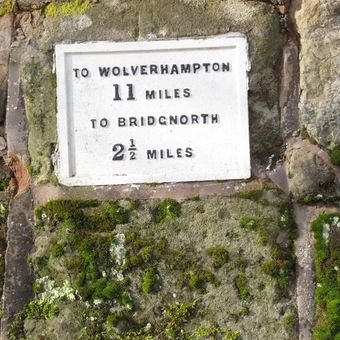 TO WOLVERHAMPTON
11 MILES
TO BRIDGNORTH
2½ MILES